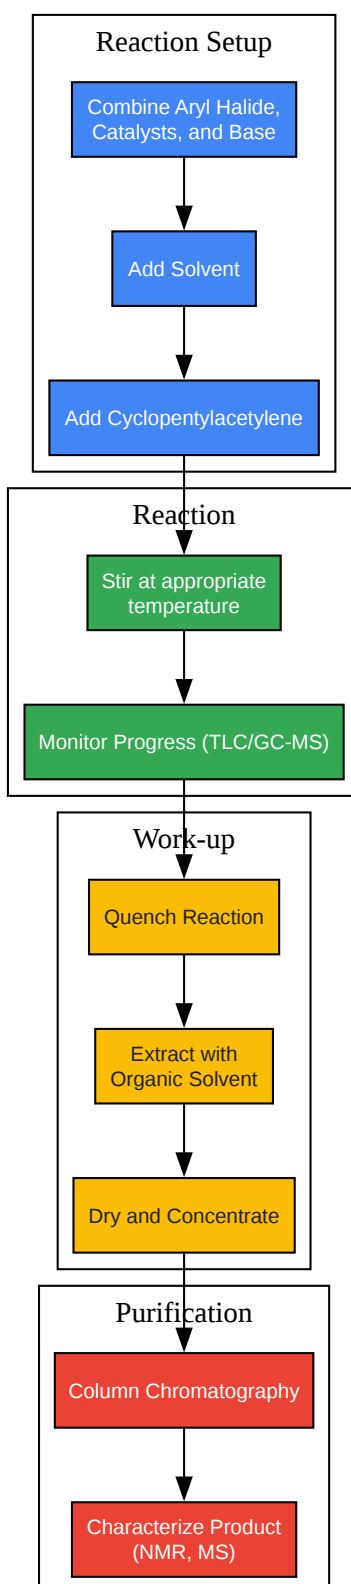 Reaction Setup
Combine Aryl Halide,
Catalysts, and Base
Add Solvent
Add Cyclopentylacetylene
Reaction
Stir at appropriate
temperature
Monitor Progress (TLC/GC-MS)
Work-up
Quench Reaction
Extract with
Organic Solvent
Dry and Concentrate
Purification
Column Chromatography
Characterize Product
(NMR, MS)